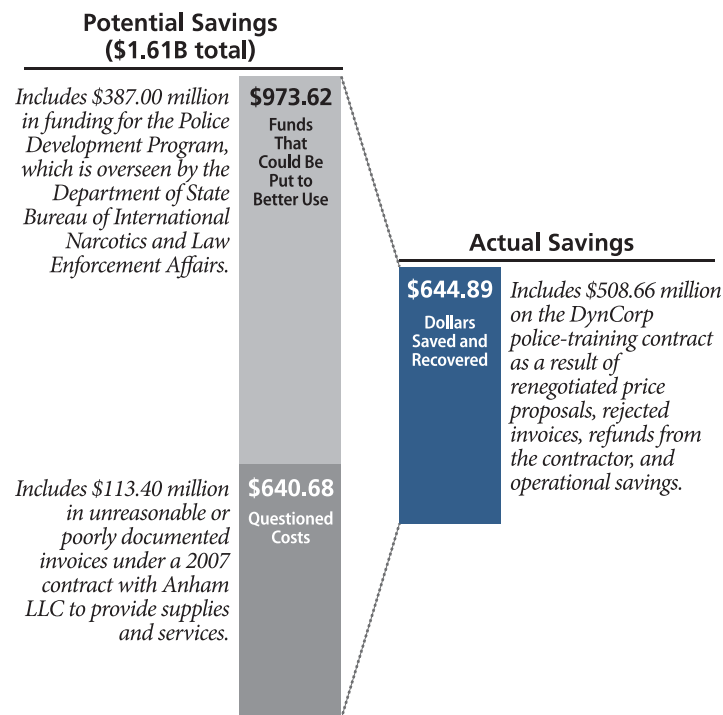 Potential Savings
($1.61B total)
Includes $387.00 million
in funding for the Police
Development Program,
which is overseen by the
Department of State
Bureau of International
Narcotics and Law
Enforcement Affairs.
$973.62
Funds
That
Could Be
Put to
Better Use
Actual Savings
$644.89
Dollars
Saved and
Recovered
Includes $508.66 million
on the DynCorp
police-training contract
as a result of
renegotiated price
proposals, rejected
invoices, refunds from
the contractor, and
operational savings.
Includes $113.40 million
in unreasonable or
poorly documented
invoices under a 2007
contract with Anham
LLC to provide supplies
and services.
$640.68
Questioned
Costs